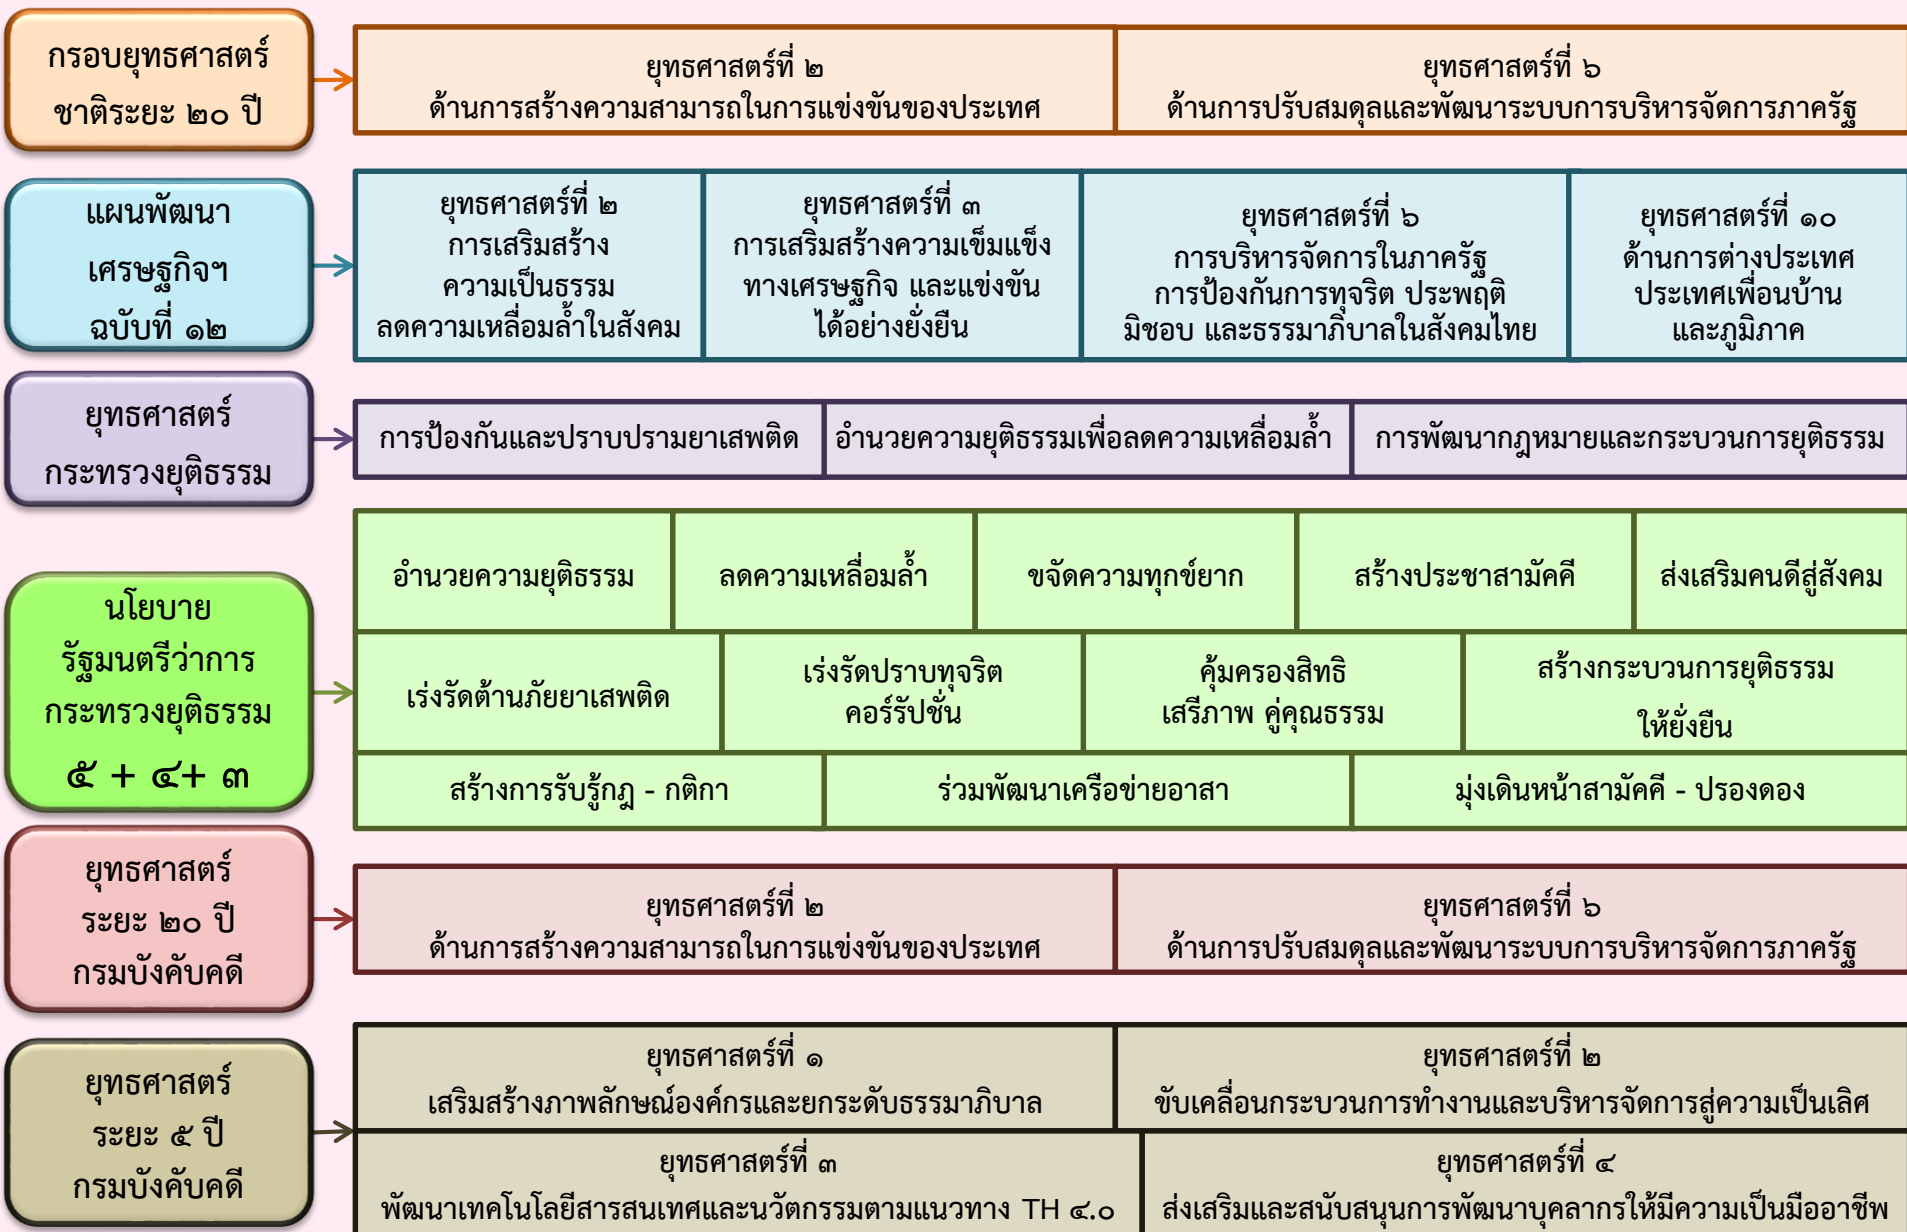 กรอบยุทธศาสตร์
ชาติระยะ ๒๐ ปี
ยุทธศาสตร์ที่ ๒
ด้านการสร้างความสามารถในการแข่งขันของประเทศ
ยุทธศาสตร์ที่ ๖
ด้านการปรับสมดุลและพัฒนาระบบการบริหารจัดการภาครัฐ
แผนพัฒนา
เศรษฐกิจฯ
ฉบับที่ ๑๒
ยุทธศาสตร์ที่ ๒
การเสริมสร้าง
ความเป็นธรรม
ลดความเหลื่อมล้ำในสังคม
ยุทธศาสตร์ที่ ๓
การเสริมสร้างความเข็มแข็ง
ทางเศรษฐกิจ และแข่งขัน
ได้อย่างยั่งยืน
ยุทธศาสตร์ที่ ๖
การบริหารจัดการในภาครัฐ
การป้องกันการทุจริต ประพฤติ
มิชอบ และธรรมาภิบาลในสังคมไทย
ยุทธศาสตร์ที่ ๑๐
ด้านการต่างประเทศ
ประเทศเพื่อนบ้าน
และภูมิภาค
ยุทธศาสตร์
กระทรวงยุติธรรม
การป้องกันและปราบปรามยาเสพติด
อำนวยความยุติธรรมเพื่อลดความเหลื่อมล้ำ
การพัฒนากฎหมายและกระบวนการยุติธรรม
นโยบาย
รัฐมนตรีว่าการ
กระทรวงยุติธรรม
๕ + ๔+ ๓
อำนวยความยุติธรรม
ลดความเหลื่อมล้ำ
ขจัดความทุกข์ยาก
สร้างประชาสามัคคี
ส่งเสริมคนดีสู่สังคม
เร่งรัดต้านภัยยาเสพติด
เร่งรัดปราบทุจริต
คอร์รัปชั่น
คุ้มครองสิทธิ
เสรีภาพ คู่คุณธรรม
สร้างกระบวนการยุติธรรม
ให้ยั่งยืน
สร้างการรับรู้กฎ - กติกา
ร่วมพัฒนาเครือข่ายอาสา
มุ่งเดินหน้าสามัคคี - ปรองดอง
ยุทธศาสตร์
ระยะ ๒๐ ปี
กรมบังคับคดี
ยุทธศาสตร์ที่ ๒
ด้านการสร้างความสามารถในการแข่งขันของประเทศ
ยุทธศาสตร์ที่ ๖
ด้านการปรับสมดุลและพัฒนาระบบการบริหารจัดการภาครัฐ
ยุทธศาสตร์
ระยะ ๕ ปี
กรมบังคับคดี
ยุทธศาสตร์ที่ ๑
เสริมสร้างภาพลักษณ์องค์กรและยกระดับธรรมาภิบาล
ยุทธศาสตร์ที่ ๒
ขับเคลื่อนกระบวนการทำงานและบริหารจัดการสู่ความเป็นเลิศ
ยุทธศาสตร์ที่ ๓
พัฒนาเทคโนโลยีสารสนเทศและนวัตกรรมตามแนวทาง TH ๔.๐
ยุทธศาสตร์ที่ ๔
ส่งเสริมและสนับสนุนการพัฒนาบุคลากรให้มีความเป็นมืออาชีพ